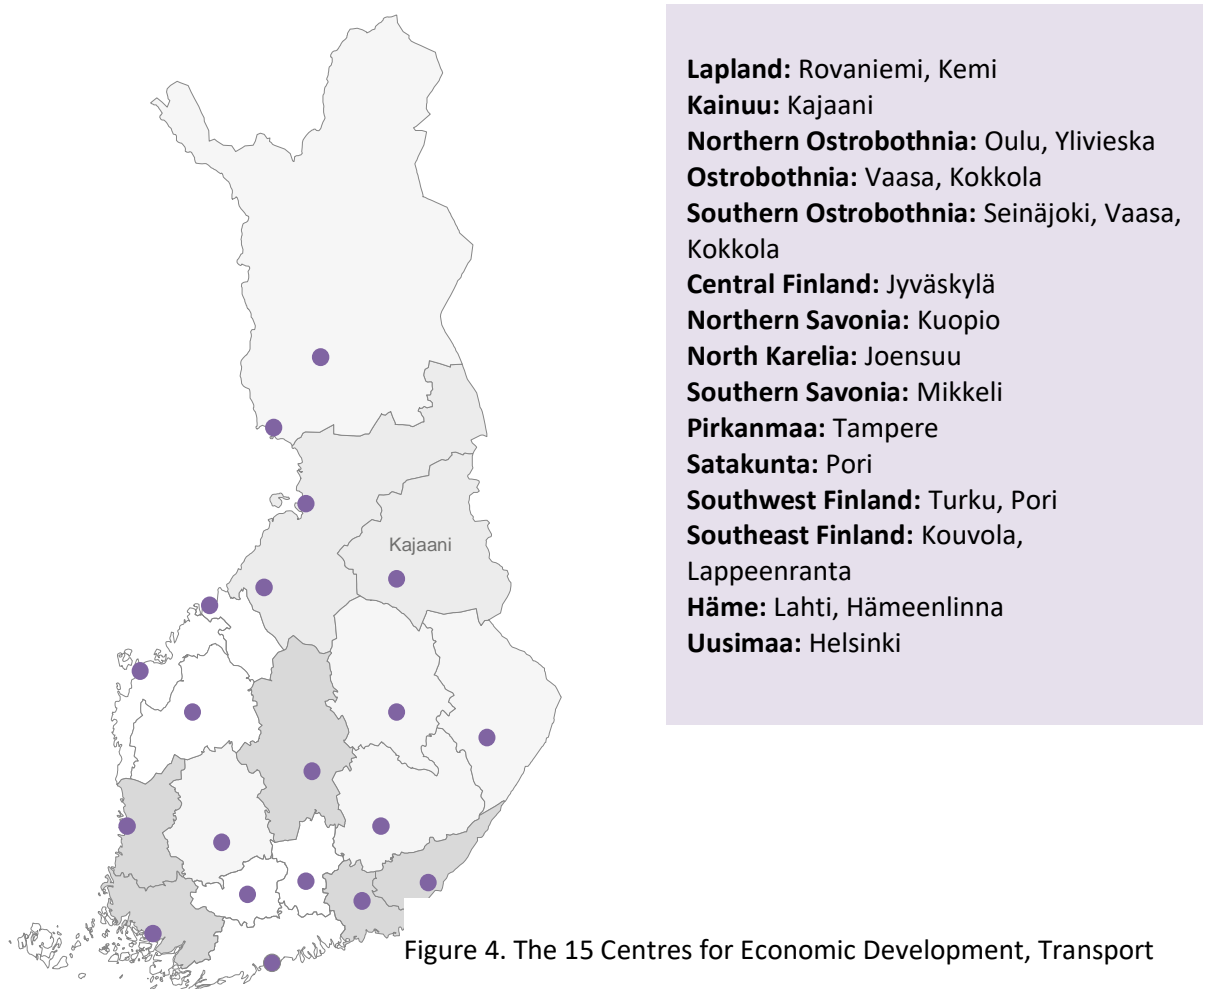 Lapland: Rovaniemi, Kemi
Kainuu: Kajaani
Northern Ostrobothnia: Oulu, Ylivieska
Ostrobothnia: Vaasa, Kokkola
Southern Ostrobothnia: Seinäjoki, Vaasa,
Kokkola
Central Finland: Jyväskylä
Northern Savonia: Kuopio
North Karelia: Joensuu
Southern Savonia: Mikkeli
Pirkanmaa: Tampere
Satakunta: Pori
Southwest Finland: Turku, Pori
Southeast Finland: Kouvola,
Lappeenranta
Häme: Lahti, Hämeenlinna
Uusimaa: Helsinki
Kajaani
Figure 4. The 15 Centres for Economic Development, Transport